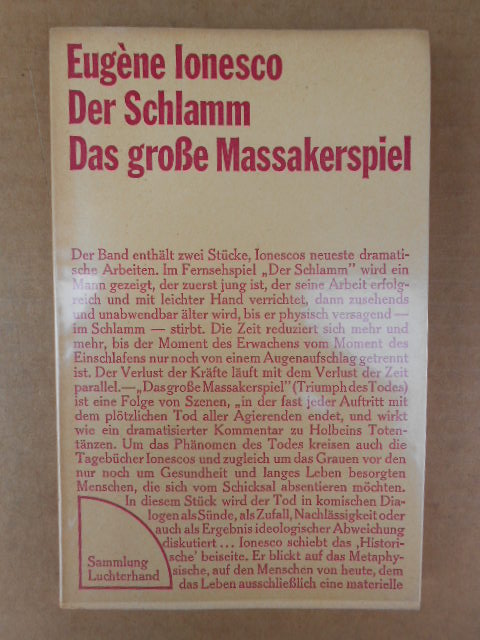 Eugène Ionesco
Der Schlamm
Das große Massakerspiel
Der Band enthält zwei Stücke, Ionescos neueste dramati-
sche Arbeiten. Im Fernsehspiel „Der Schlamm” wird ein
Mann gezeigt, der zuerst jung ist, der seine Arbeit erfolg-
reich und mit leichter Hand verrichtet, dann zusehends
und unabwendbar älter wird, bis er physisch versagend —
im Schlamm — stirbt. Die Zeit reduziert sich mehr und
mehr, bis der Moment des Erwachens vom Moment des
Einschlafens nur noch von einem Augenaufschlag getrennt
ist. Der Verlust der Kräfte läuft mit dem Verlust der Zeit
parallel.—„Das große Massakerspiel” (Triumph des Todes)
ist eine Folge von Szenen, „in der fast jeder Auftritt mit
dem plötzlichen Tod aller Agierenden endet, und wirkt
wie ein dramatisierter Kommentar zu Holbeins Toten-
tänzen. Um das Phänomen des Todes kreisen auch die
Tagebücher Ionescos und zugleich um das Grauen vor den
nur noch um Gesundheit und langes Leben besorgten
Menschen, die sich vom Schicksal absentieren möchten.
In diesem Stück wird der Tod in komischen Dia-
logen als Sünde, als Zufall, Nachlässigkeit oder
auch als Ergebnis ideologischer Abweichung
diskutiert... Ionesco schiebt das ‚Histori-
sche’ beiseite. Er blickt auf das Metaphy-
sische, auf den Menschen von heute, dem
das Leben ausschließlich eine materielle
Sammlung
Luchterhand